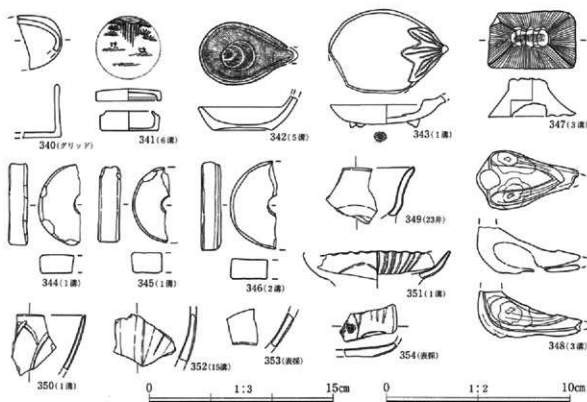 340(グリッド)
341(6溝)
342(5溝)
343(1溝)
347(3溝)
344(1溝)
345(1溝)
346(2溝)
349(23井)
351(1溝)
348(3溝)
350(1溝)
352(15溝)
353(表採)
354(表採)
0 1:3 15cm
0 1:2 10cm